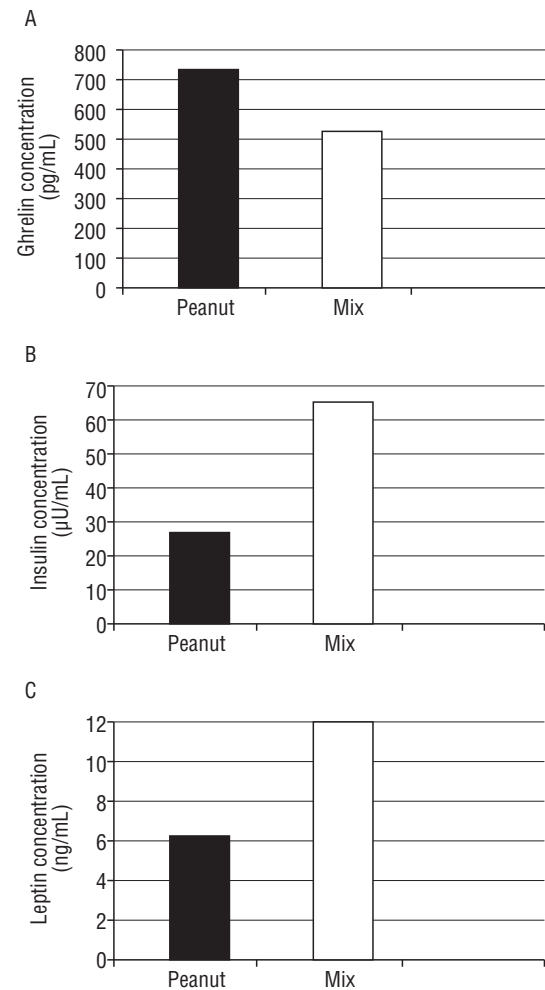 A
Ghrelin concentration
(pg/mL)
800
700
600
500
400
300
200
100
0
Peanut Mix
B
Insulin concentration
(µU/mL)
70
60
50
40
30
20
10
0
Peanut Mix
C
Leptin concentration
(ng/mL)
12
10
8
6
4
2
0
Peanut Mix